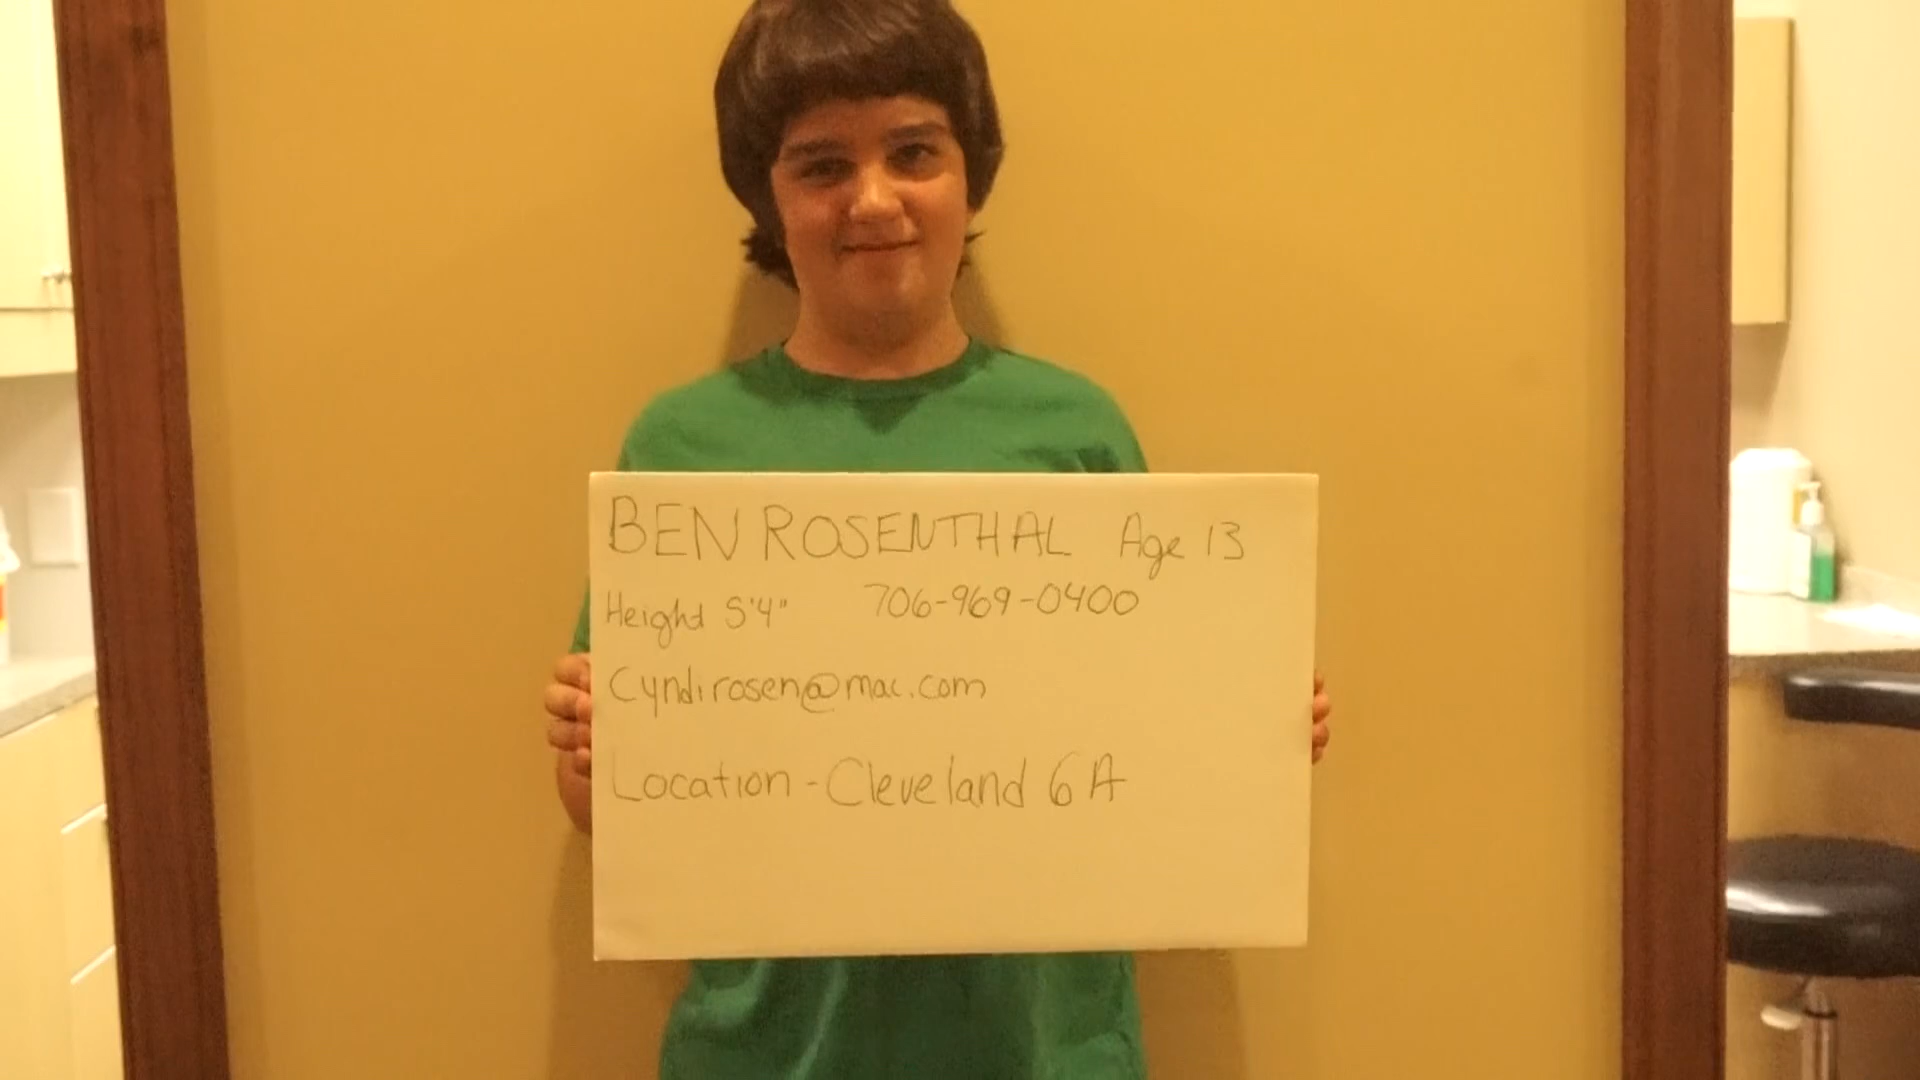 BEN ROSENTHAL Age 13
Height 5'4" 706-969-0400
Cyndirosen@mac.com
Location - Cleveland GA